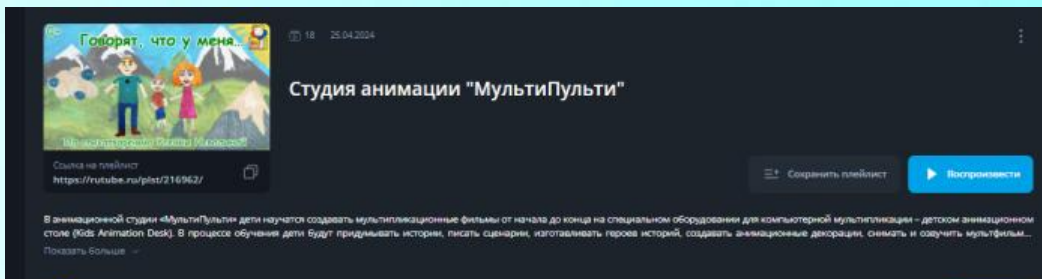 0+
Говорят, что у меня...
18 25.04.2024
Студия анимации "МультиПульти"
Ссылка на плейлист
https://rutube.ru/plst/216962/
Сохранить плейлист
Воспроизвести
В анимационной студии «МультиПульти» дети научатся создавать мультипликационные фильмы от начала до конца на специальном оборудовании для компьютерной мультипликации – детском анимационном
столе (Kids Animation Desk). В процессе обучения дети будут придумывать истории, писать сценарии, изготавливать героев историй, создавать анимационные декорации, снимать и озвучить мультфильм...
Показать больше